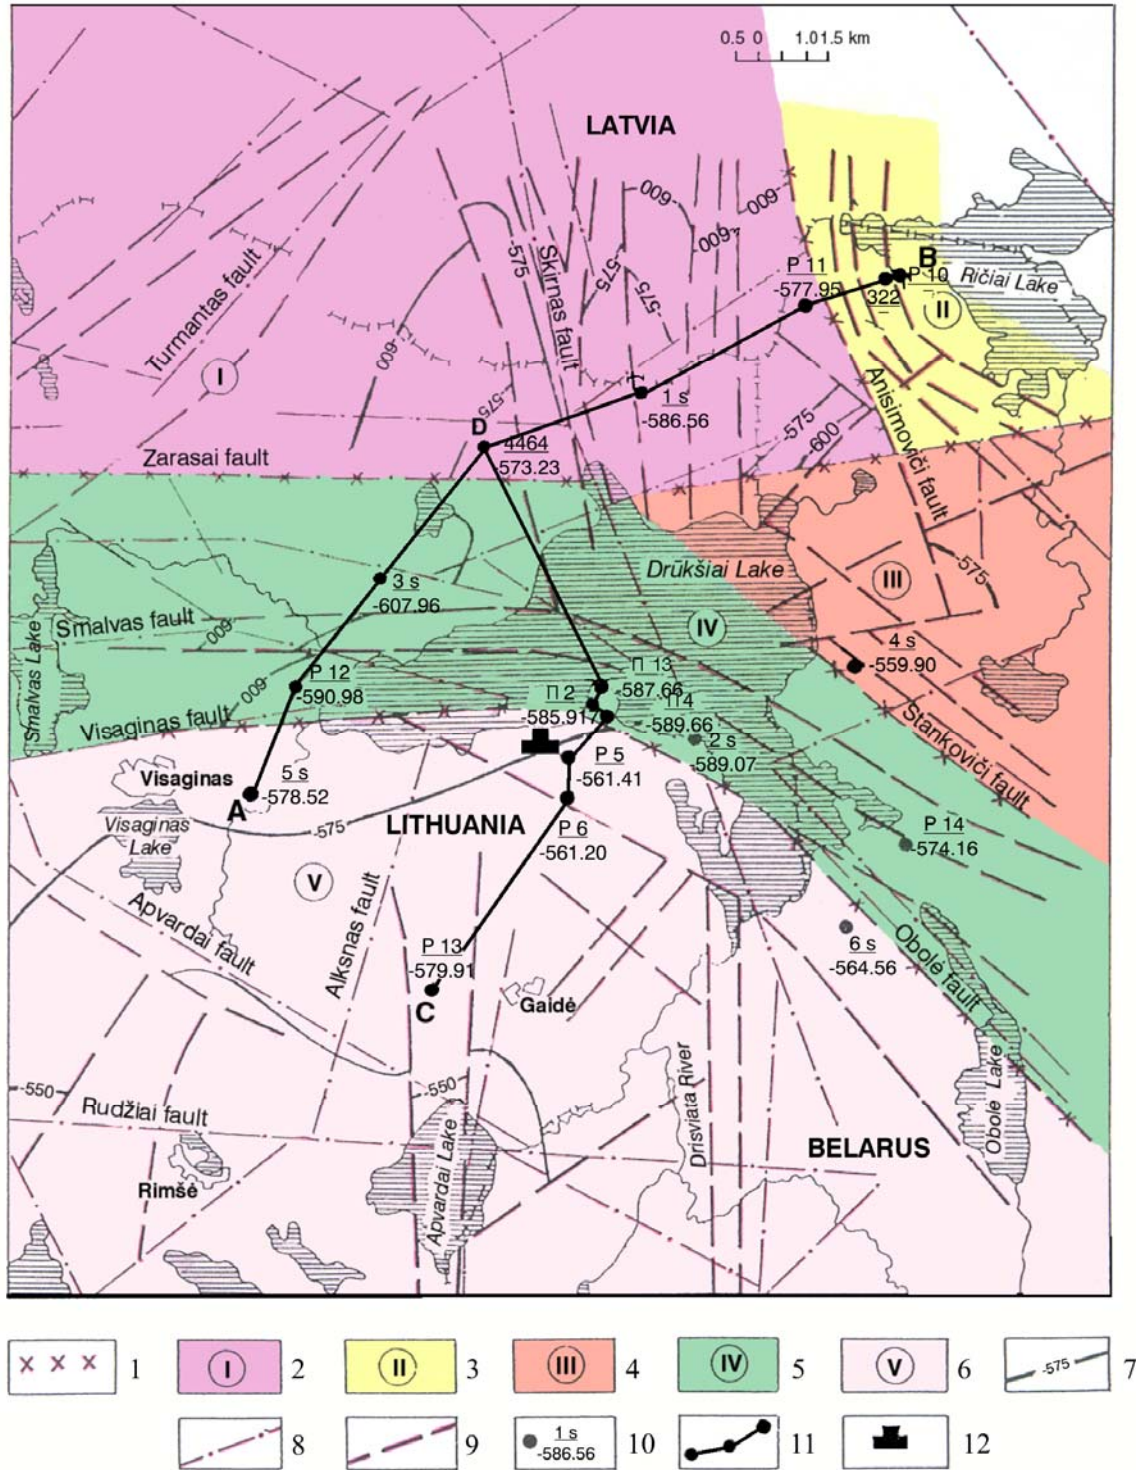 0.5 0 1.0 1.5 km
LATVIA
-600
-600
-600
-575
-575
-575
Turmantas fault
Skirnas fault
P 11
-577.95
B
P 10
322
Ričiai Lake
II
I
-600
-575
1 s
-586.56
D
4464
-573.23
-575
-600
Anisimoviči fault
Zarasai fault
Drūkšiai Lake
III
-575
3 s
-607.96
Smalvas fault
-600
IV
4 s
-559.90
Smalvas Lake
P 12
-590.98
-600
Π 13
-587.66
Π 2
-585.917
Π4
-589.66
Visaginas fault
2 s
-589.07
Stankoviči fault
Visaginas
5 s
-578.52
A
P 5
-561.41
Visaginas
Lake
-575
LITHUANIA
P 6
-561.20
P 14
-574.16
V
Apvardai fault
Alksnas fault
P 13
-579.91
C
6 s
-564.56
Obolė fault
Gaidė
-550
-550
Rudžiai fault
Drisviata River
Obole Lake
Apvardai Lake
BELARUS
Rimšė
1
I 2
II 3
III 4
IV 5
V 6
-575 7
8
9
1 s
-586.56 10
11
12